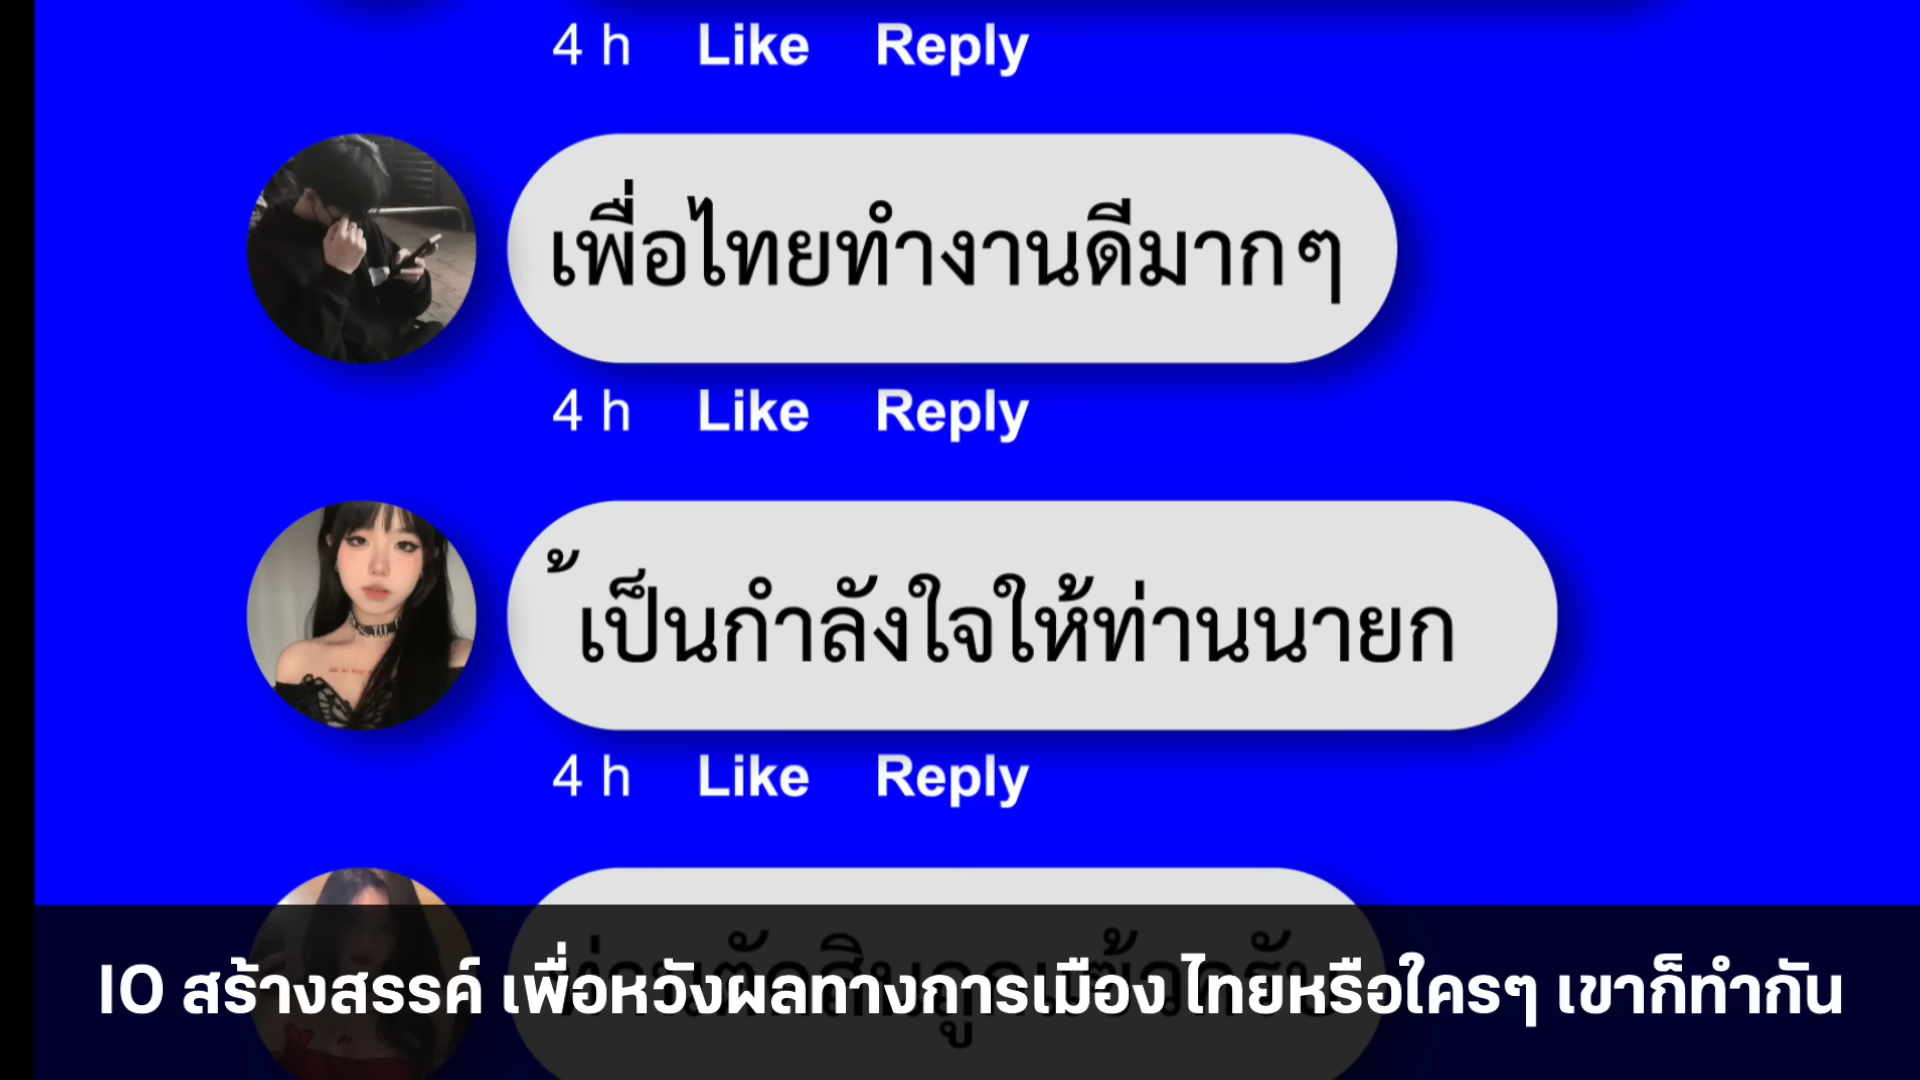 4 h Like Reply
เพื่อไทยทำงานดีมากๆ
4 h Like Reply
้เป็นกำลังใจให้ท่านนายก
4 h Like Reply
IO สร้างสรรค์ เพื่อหวังผลทางการเมือง ไทยหรือใครๆ เขาก็ทำกัน